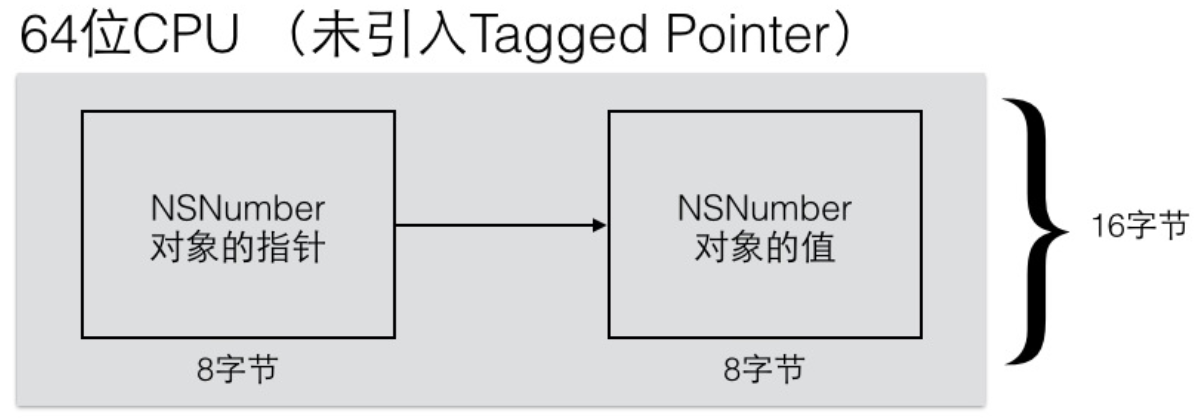 64位CPU （未引入Tagged Pointer）
NSNumber
对象的指针
NSNumber
对象的值
16字节
8字节
8字节